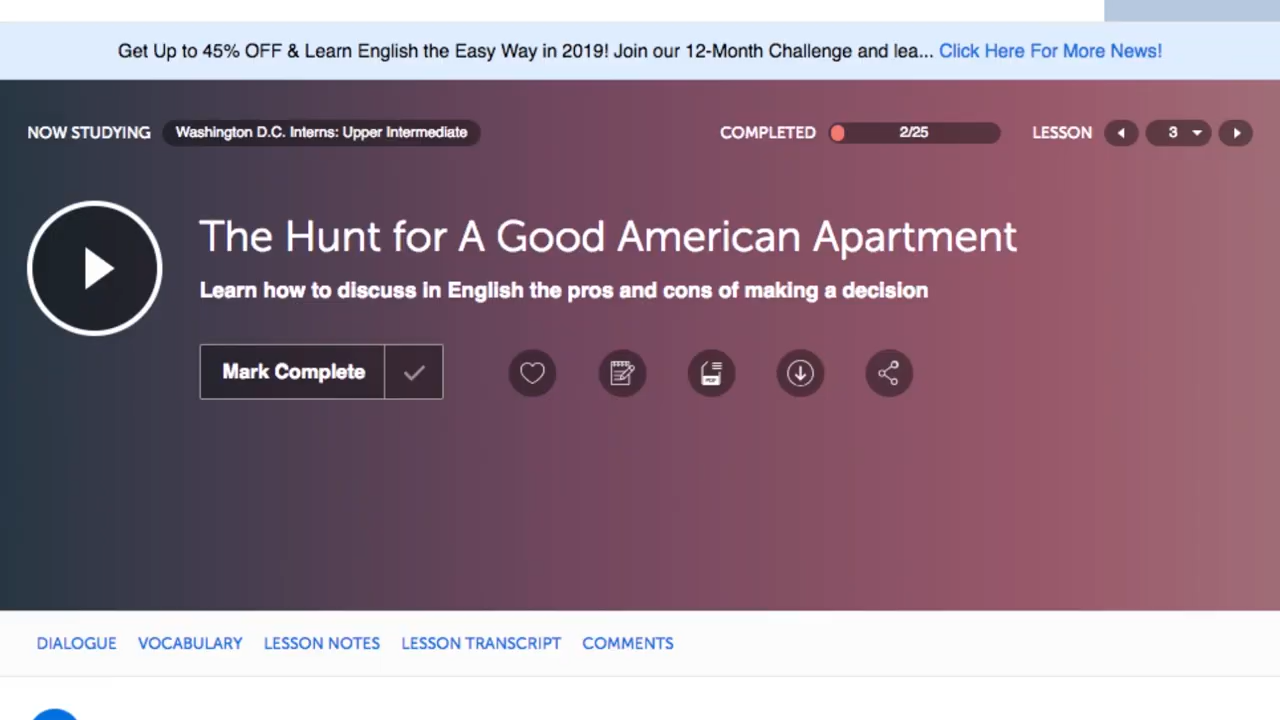 Get Up to 45% OFF & Learn English the Easy Way in 2019! Join our 12-Month Challenge and lea... Click Here For More News!
NOW STUDYING Washington D.C. Interns: Upper Intermediate COMPLETED 2/25 LESSON 3
The Hunt for A Good American Apartment
Learn how to discuss in English the pros and cons of making a decision
Mark Complete
PDF
DIALOGUE VOCABULARY LESSON NOTES LESSON TRANSCRIPT COMMENTS